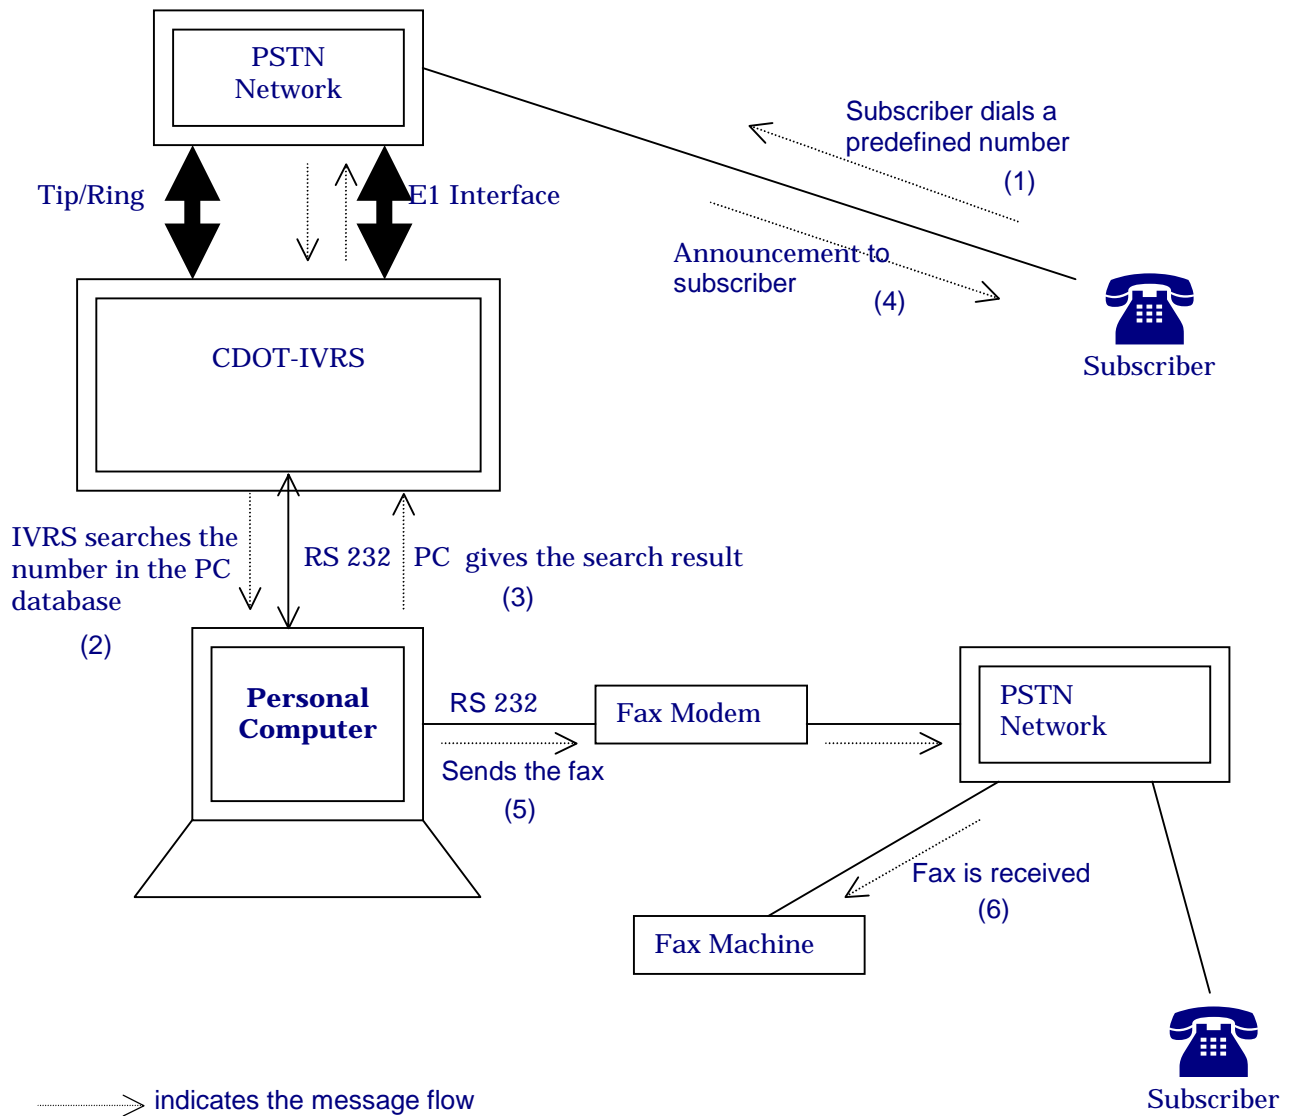 PSTN
Network
Subscriber dials a
predefined number
(1)
Tip/Ring
E1 Interface
Announcement to
subscriber
(4)
Subscriber
CDOT-IVRS
IVRS searches the
number in the PC
database
(2)
RS 232
PC gives the search result
(3)
Personal
Computer
RS 232
Fax Modem
PSTN
Network
Sends the fax
(5)
Fax is received
(6)
Fax Machine
Subscriber
indicates the message flow